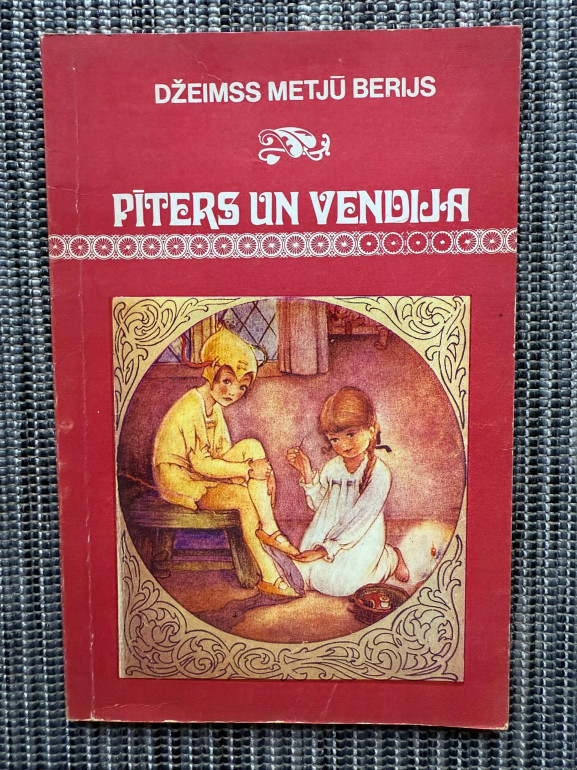 DŽEIMSS METJŪ BERIJS
PĪTERS UN VENDIJA